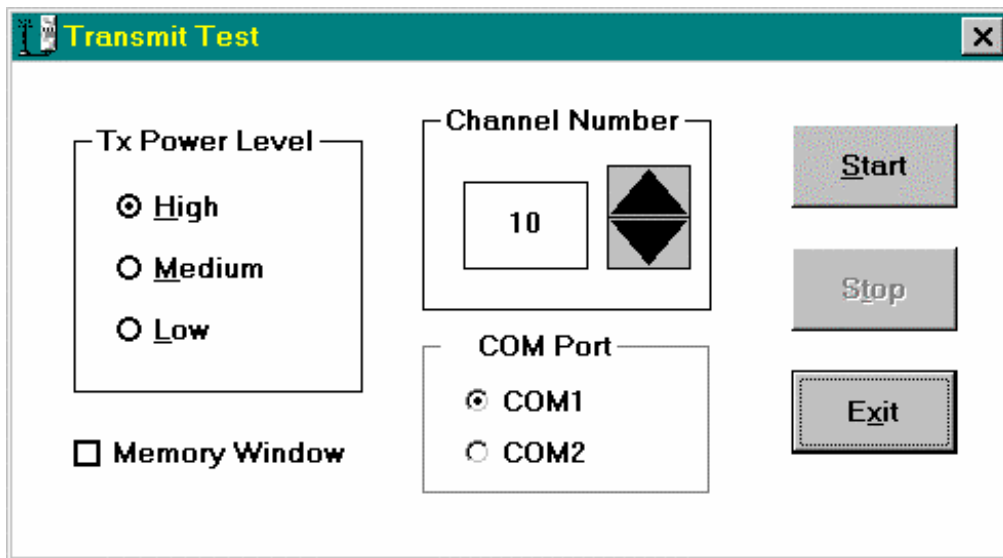 Transmit Test
Tx Power Level
High
Medium
Low
Memory Window
Channel Number
10
COM Port
COM1
COM2
Start
Stop
Exit